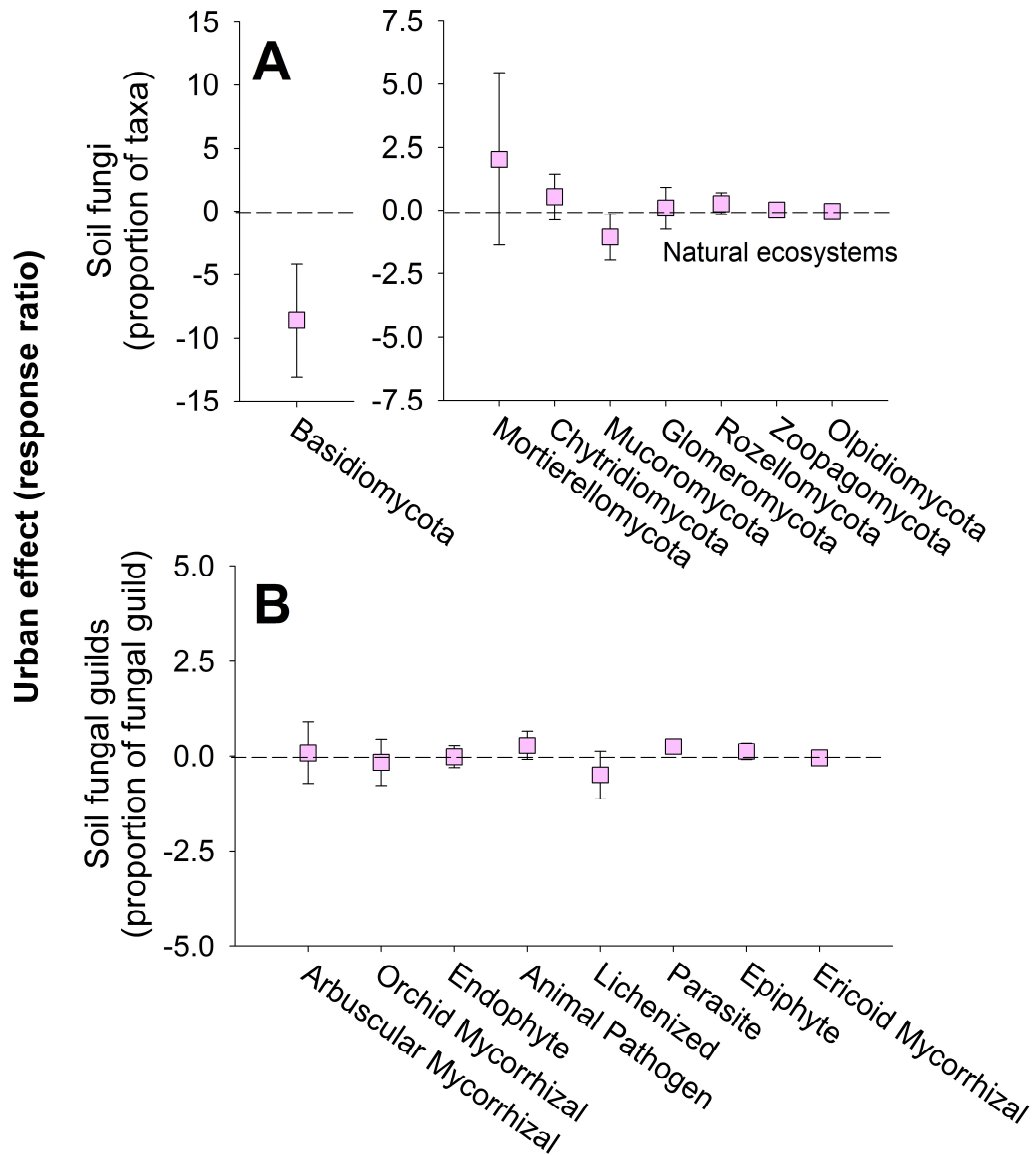 Urban effect (response ratio)
A
Soil fungi
(proportion of taxa)
15
10
5
0
-5
-10
-15
Basidiomycota
7.5
5.0
2.5
0.0
-2.5
-5.0
-7.5
Natural ecosystems
Mortierellomycota
Chytridiomycota
Mucoromycota
Glomeromycota
Rozellomycota
Zoopagomycota
Olpidiomycota
B
Soil fungal guilds
(proportion of fungal guild)
5.0
2.5
0.0
-2.5
-5.0
Arbuscular Mycorrhizal
Orchid Mycorrhizal
Endophyte
Animal Pathogen
Lichenized
Parasite
Epiphyte
Ericoid Mycorrhizal